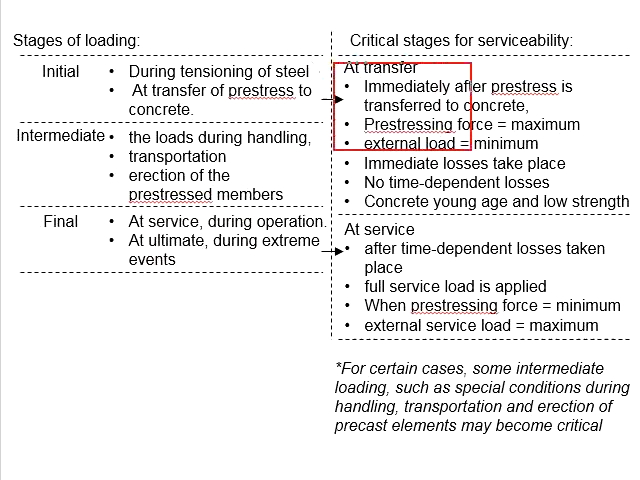 Stages of loading:
Initial
• During tensioning of steel
• At transfer of prestress to
concrete.
Intermediate
• the loads during handling,
• transportation
• erection of the
prestressed members
Final
• At service, during operation.
• At ultimate, during extreme
events
Critical stages for serviceability:
At transfer
• Immediately after prestress is
transferred to concrete,
• Prestressing force = maximum
• external load = minimum
• Immediate losses take place
• No time-dependent losses
• Concrete young age and low strength
At service
• after time-dependent losses taken
place
• full service load is applied
• When prestressing force = minimum
• external service load = maximum
*For certain cases, some intermediate
loading, such as special conditions during
handling, transportation and erection of
precast elements may become critical